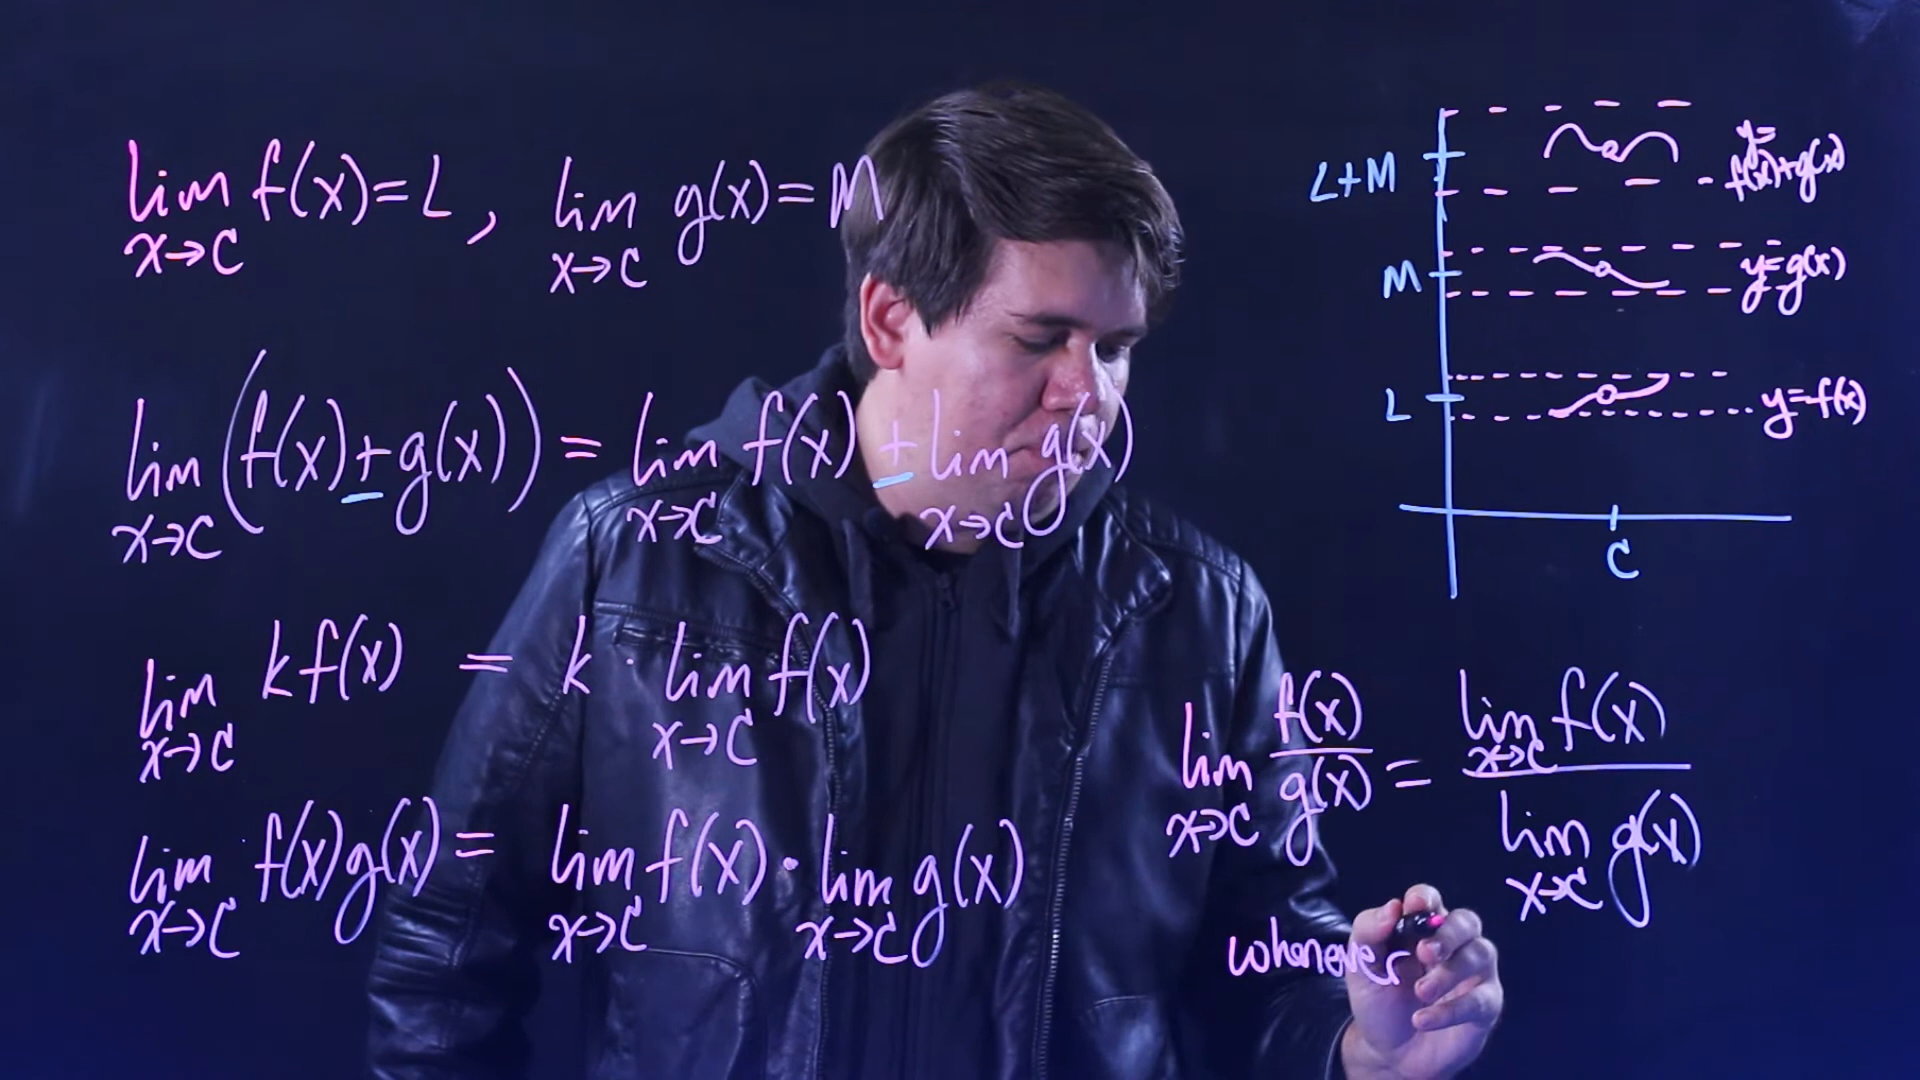 lim f(x)=L, lim g(x)=M
x→c x→c
lim (f(x)±g(x)) = lim f(x) ± lim g(x)
x→c x→c x→c
lim kf(x) = k · lim f(x)
x→c x→c
lim f(x)g(x) = lim f(x) · lim g(x)
x→c x→c x→c
L+M
y=
f(x)+g(x)
M
y=g(x)
L
y=f(x)
c
lim f(x)/g(x) = lim f(x)
x→c x→c
lim g(x)
x→c
whenever